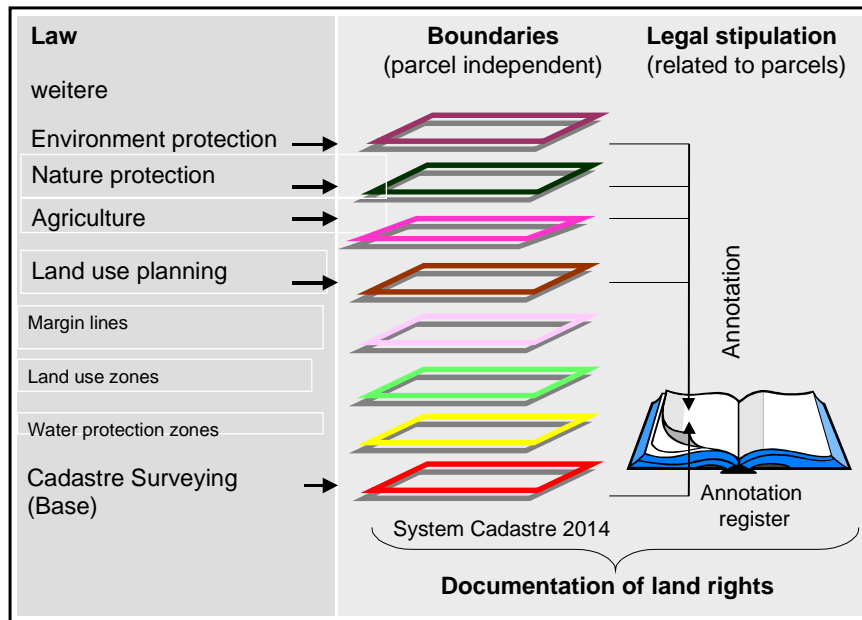 Law
Boundaries
(parcel independent)
Legal stipulation
(related to parcels)
weitere
Environment protection
Nature protection
Agriculture
Land use planning
Margin lines
Land use zones
Water protection zones
Cadastre Surveying
(Base)
Annotation
Annotation
register
System Cadastre 2014
Documentation of land rights